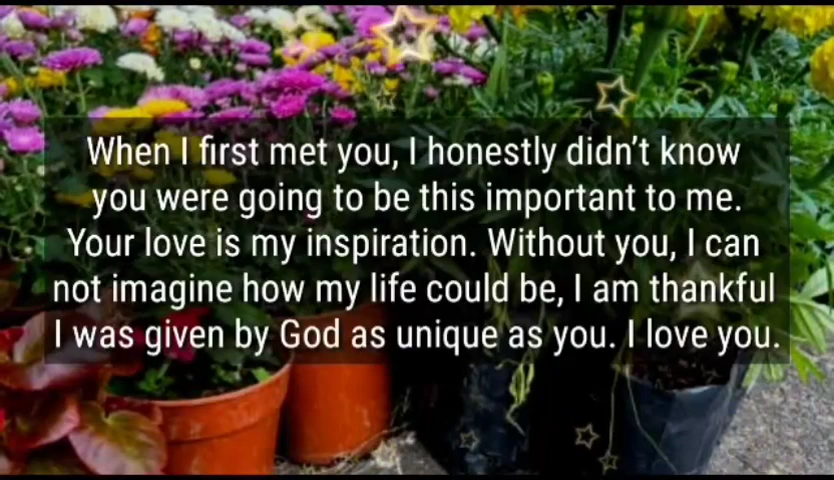 When I first met you, I honestly didn’t know
you were going to be this important to me.
Your love is my inspiration. Without you, I can
not imagine how my life could be, I am thankful
I was given by God as unique as you. I love you.